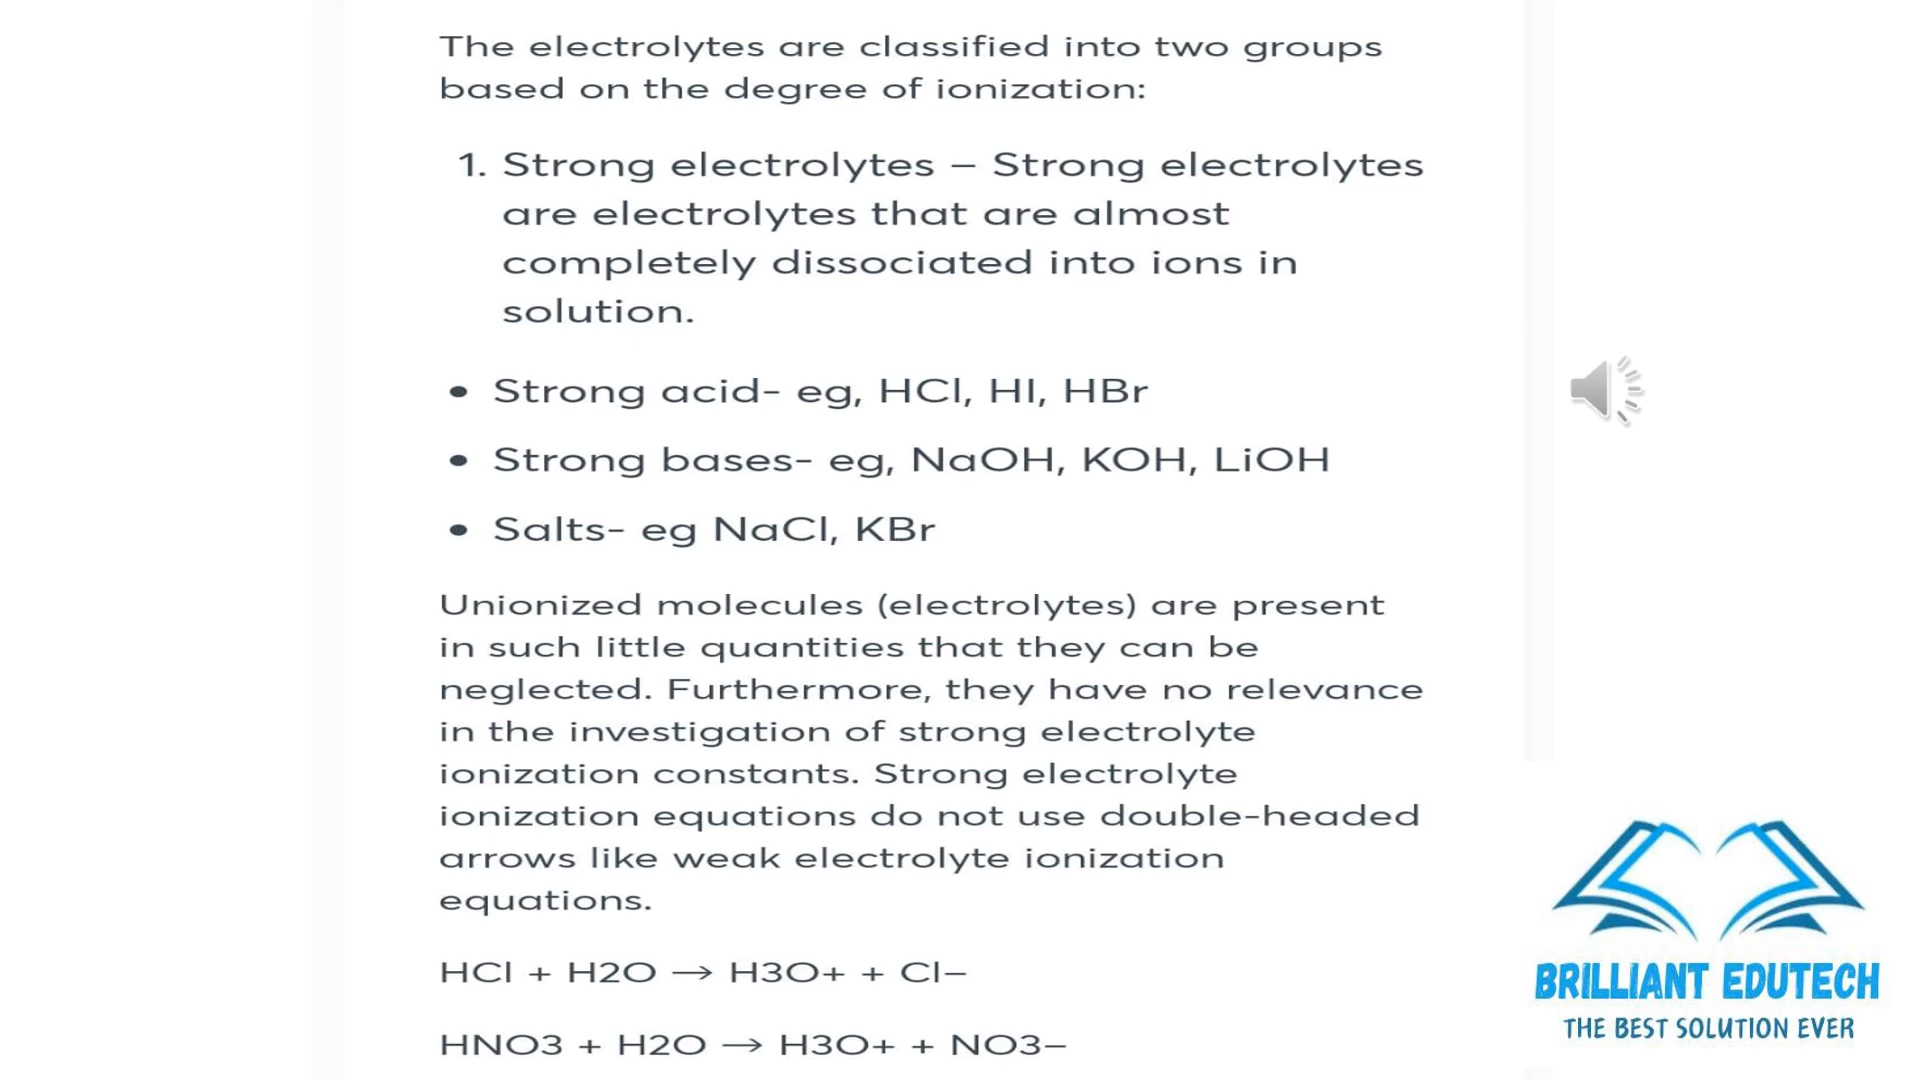 The electrolytes are classified into two groups
based on the degree of ionization:
1. Strong electrolytes – Strong electrolytes
are electrolytes that are almost
completely dissociated into ions in
solution.
• Strong acid- eg, HCl, HI, HBr
• Strong bases- eg, NaOH, KOH, LiOH
• Salts- eg NaCl, KBr
Unionized molecules (electrolytes) are present
in such little quantities that they can be
neglected. Furthermore, they have no relevance
in the investigation of strong electrolyte
ionization constants. Strong electrolyte
ionization equations do not use double-headed
arrows like weak electrolyte ionization
equations.
HCl + H2O → H3O+ + Cl–
HNO3 + H2O → H3O+ + NO3–
BRILLIANT EDUTECH
THE BEST SOLUTION EVER